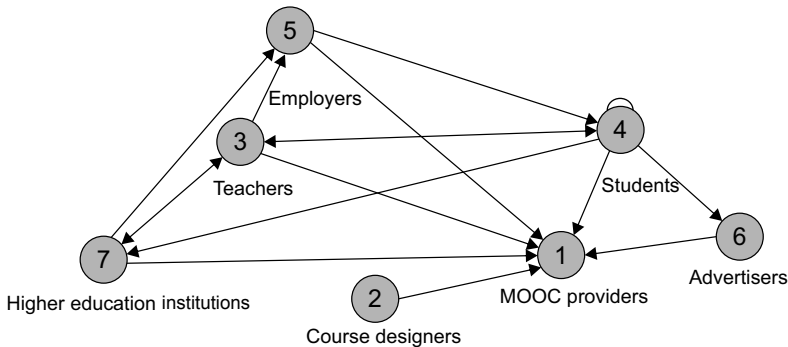 5
Employers
4
3
Students
Teachers
6
7
1
Advertisers
2
MOOC providers
Higher education institutions
Course designers